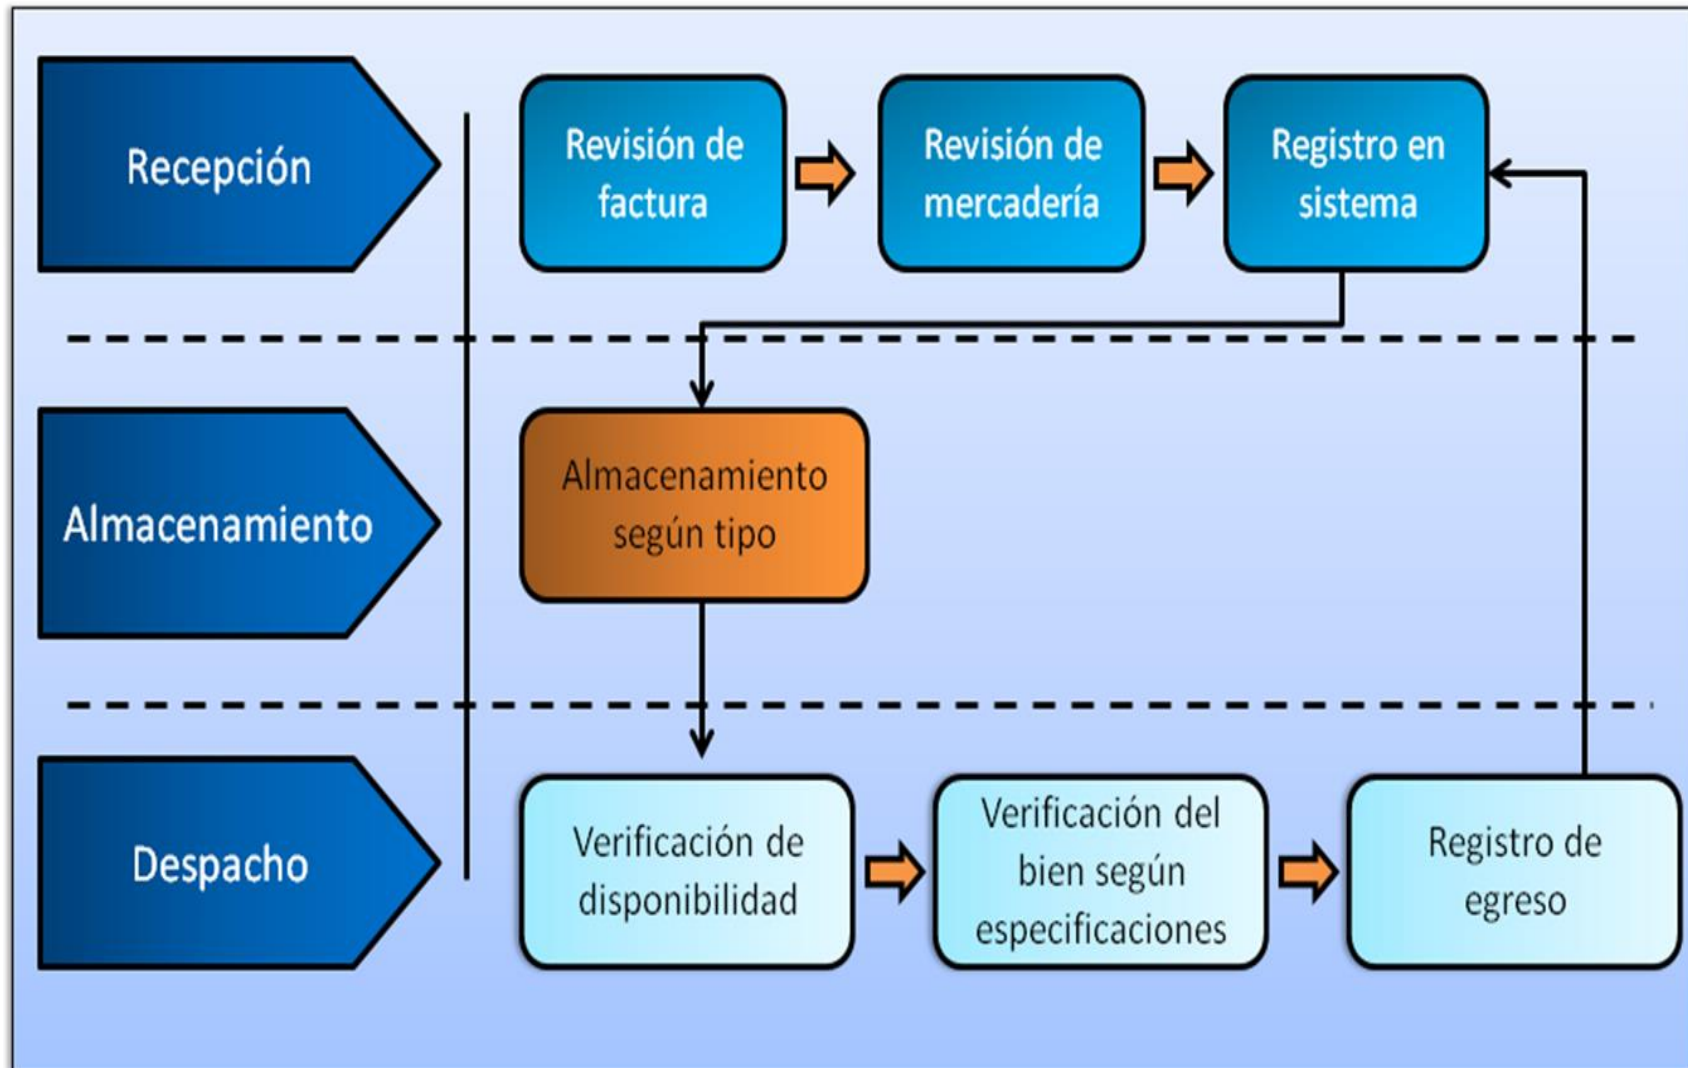 Recepción
Revisión de
factura
Revisión de
mercadería
Registro en
sistema
Almacenamiento
Almacenamiento
según tipo
Despacho
Verificación de
disponibilidad
Verificación del
bien según
especificaciones
Registro de
egreso